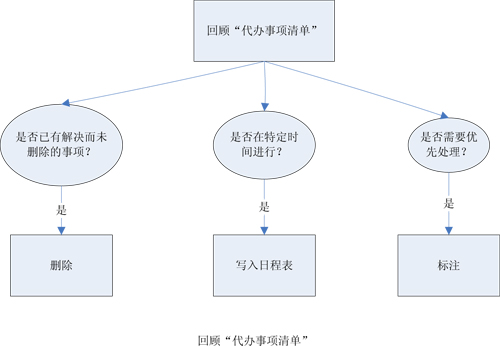 回顾“代办事项清单”
是否已有解决而未
删除的事项？
是否在特定时
间进行？
是否需要优
先处理？
是
是
是
删除
写入日程表
标注
回顾“代办事项清单”